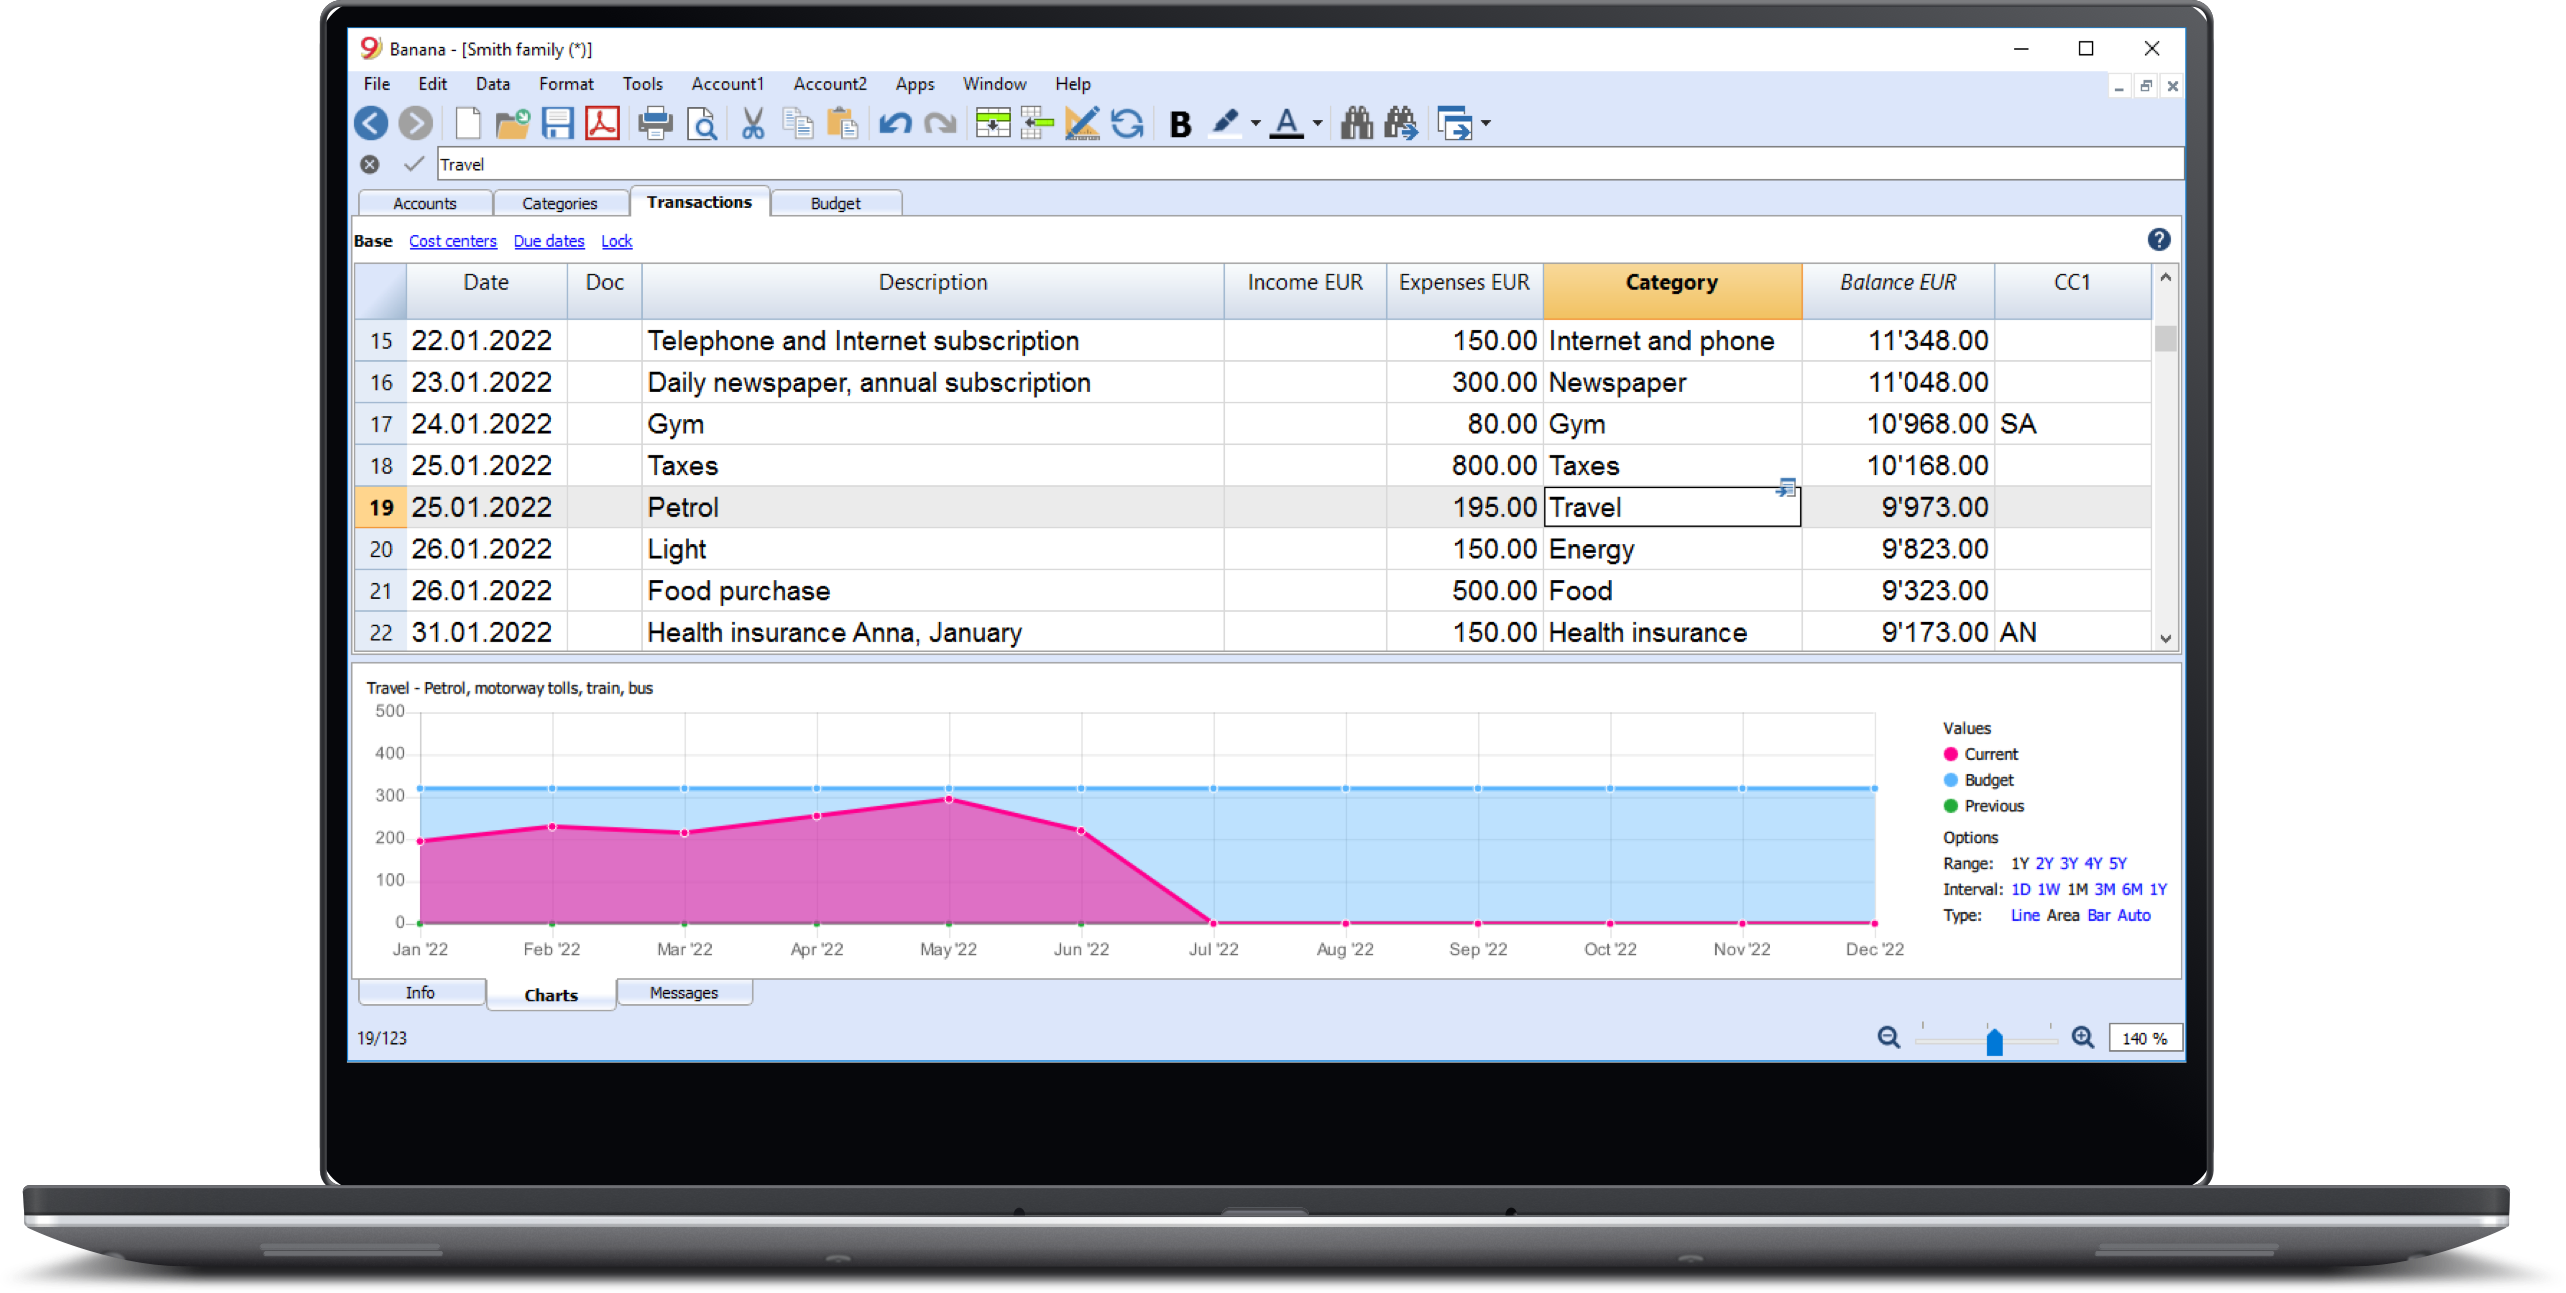 Banana - [Smith family (*)]
File Edit Data Format Tools Account1 Account2 Apps Window Help
B A
Travel
Accounts Categories Transactions Budget
Base Cost centers Due dates Lock ?
Date Doc Description Income EUR Expenses EUR Category Balance EUR CC1
15 22.01.2022 Telephone and Internet subscription 150.00 Internet and phone 11'348.00
16 23.01.2022 Daily newspaper, annual subscription 300.00 Newspaper 11'048.00
17 24.01.2022 Gym 80.00 Gym 10'968.00 SA
18 25.01.2022 Taxes 800.00 Taxes 10'168.00
19 25.01.2022 Petrol 195.00 Travel 9'973.00
20 26.01.2022 Light 150.00 Energy 9'823.00
21 26.01.2022 Food purchase 500.00 Food 9'323.00
22 31.01.2022 Health insurance Anna, January 150.00 Health insurance 9'173.00 AN
Travel - Petrol, motorway tolls, train, bus
500
400
300
200
100
0
Jan '22 Feb '22 Mar '22 Apr '22 May '22 Jun '22 Jul '22 Aug '22 Sep '22 Oct '22 Nov '22 Dec '22
Values
Current
Budget
Previous
Options
Range: 1Y 2Y 3Y 4Y 5Y
Interval: 1D 1W 1M 3M 6M 1Y
Type: Line Area Bar Auto
Info Charts Messages
19/123 140 %